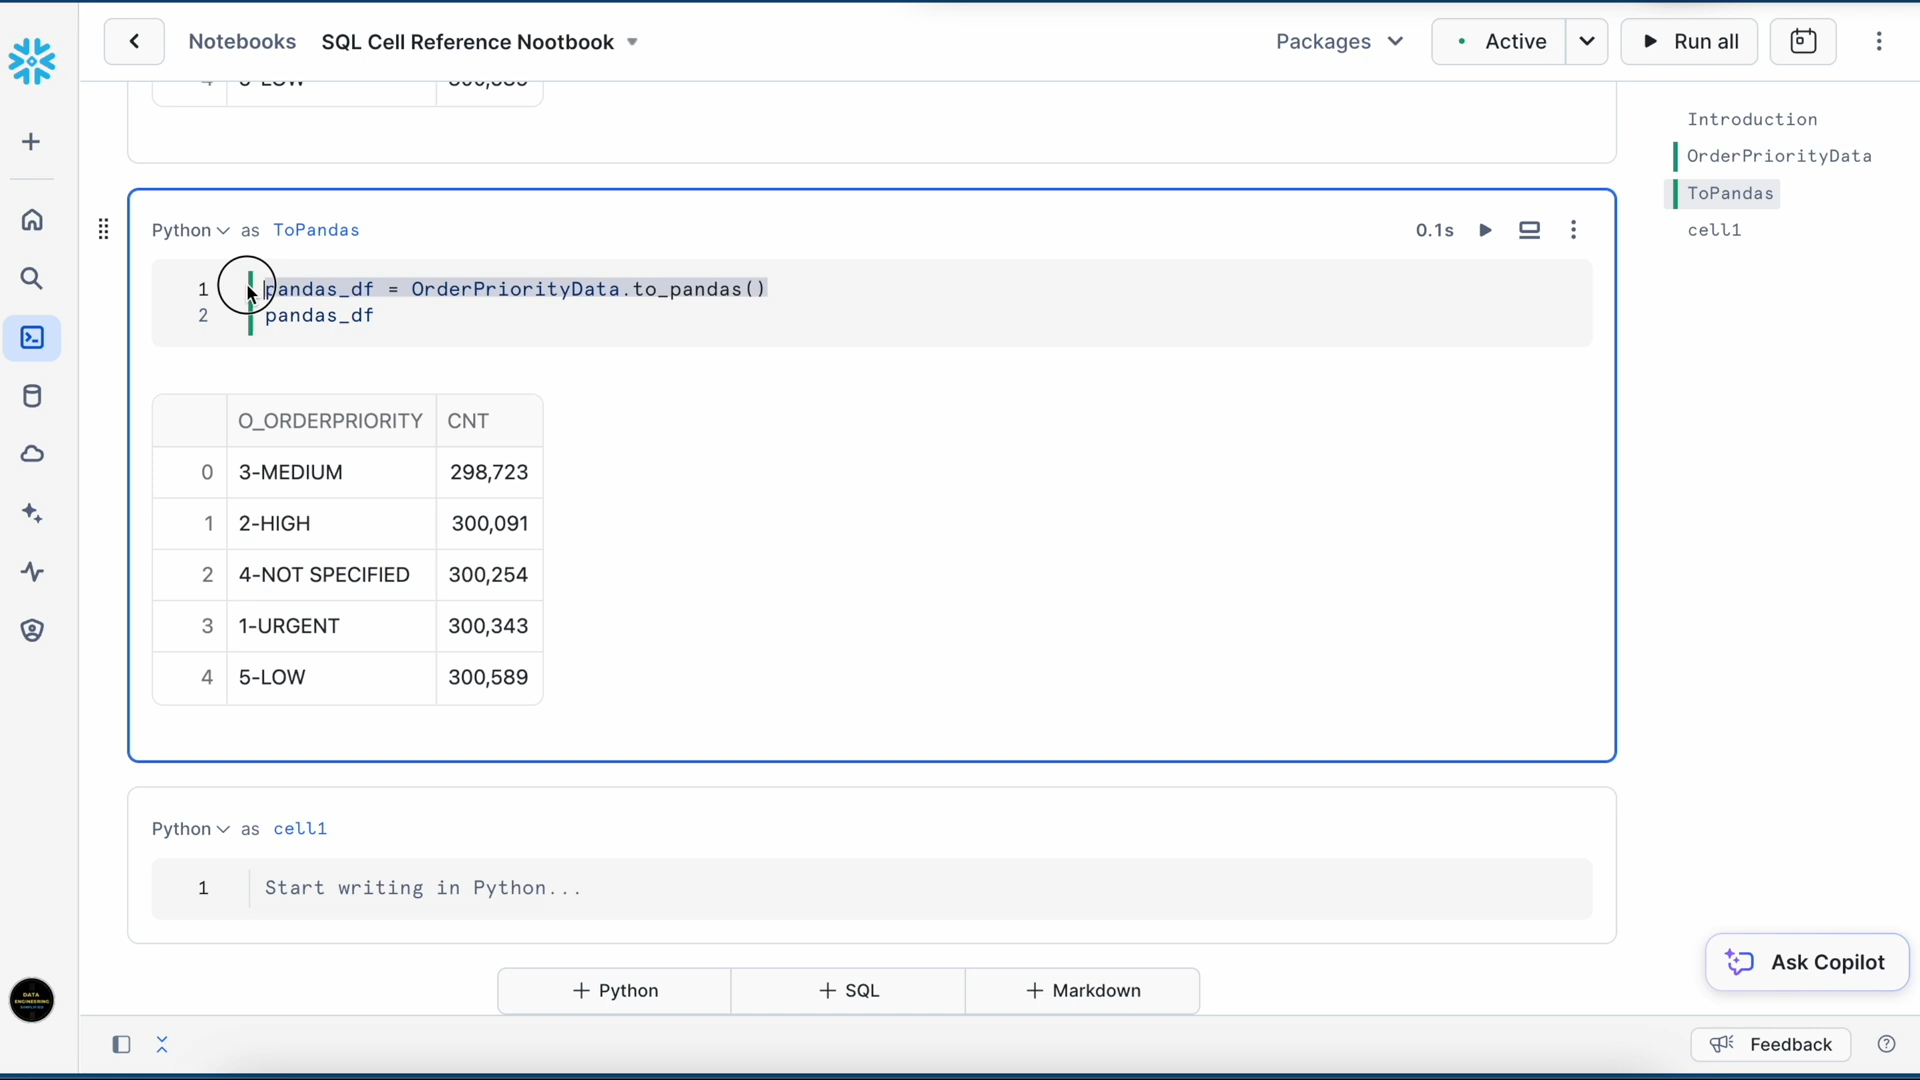 Notebooks SQL Cell Reference Nootbook Packages Active Run all
Introduction
OrderPriorityData
ToPandas
cell1
Python as ToPandas 0.1s
1 pandas_df = OrderPriorityData.to_pandas()
2 pandas_df
O_ORDERPRIORITY CNT
0 3-MEDIUM 298,723
1 2-HIGH 300,091
2 4-NOT SPECIFIED 300,254
3 1-URGENT 300,343
4 5-LOW 300,589
Python as cell1
1 Start writing in Python...
Ask Copilot
+ Python + SQL + Markdown
DATA
ENGINEERING
SIMPLIFIED
Feedback